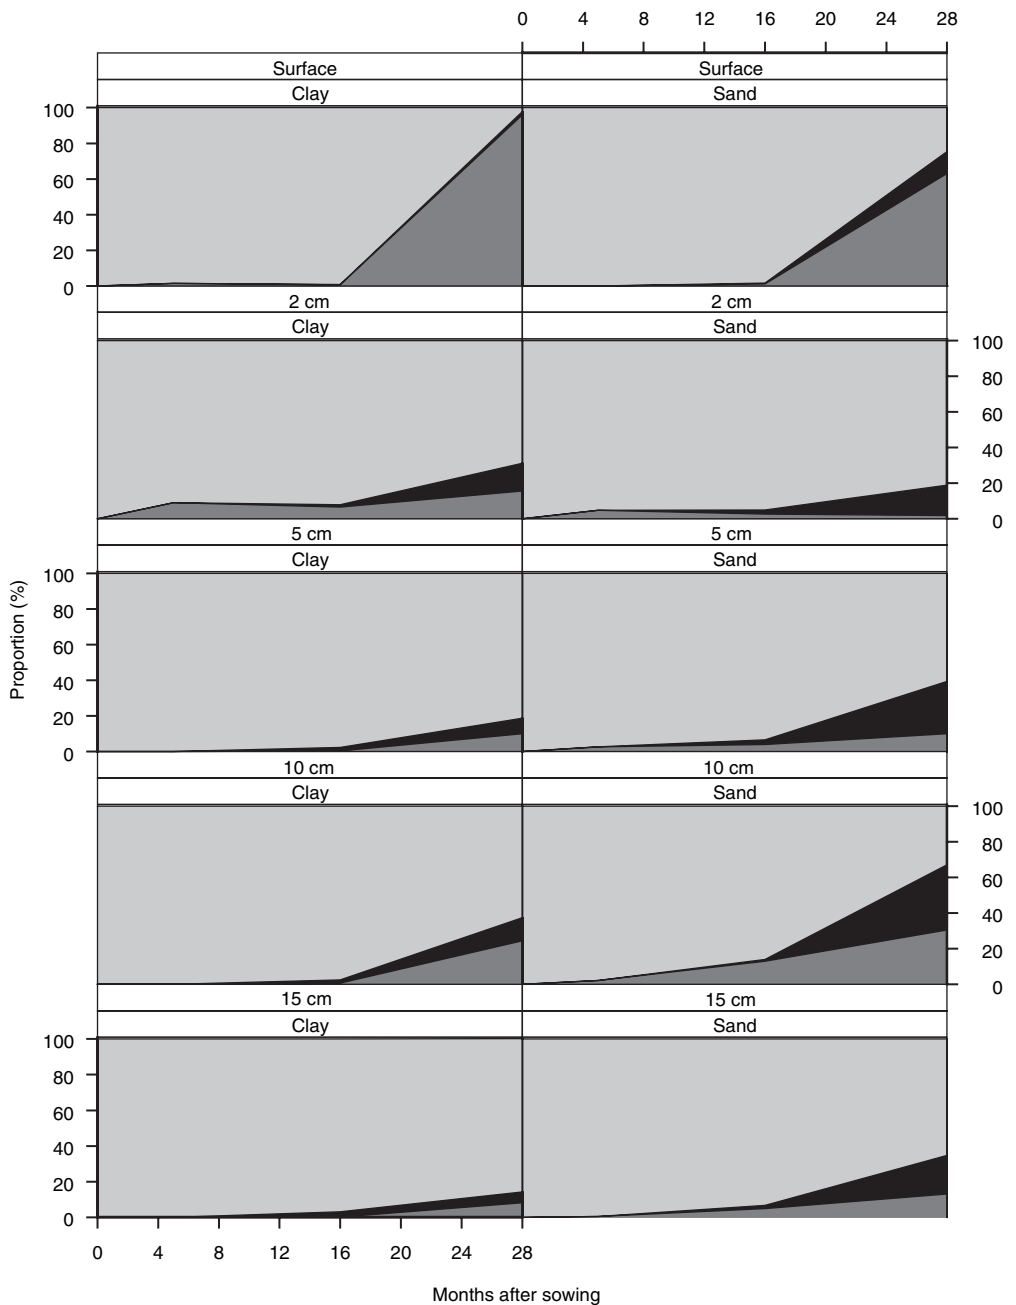 0 4 8 12 16 20 24 28
Surface Surface
Clay Sand
100
80
60
40
20
0
2 cm 2 cm
Clay Sand
100
80
60
40
20
0
5 cm 5 cm
Clay Sand
100
80
60
40
20
0
Proportion (%)
10 cm 10 cm
Clay Sand
100
80
60
40
20
0
15 cm 15 cm
Clay Sand
100
80
60
40
20
0
0 4 8 12 16 20 24 28
Months after sowing